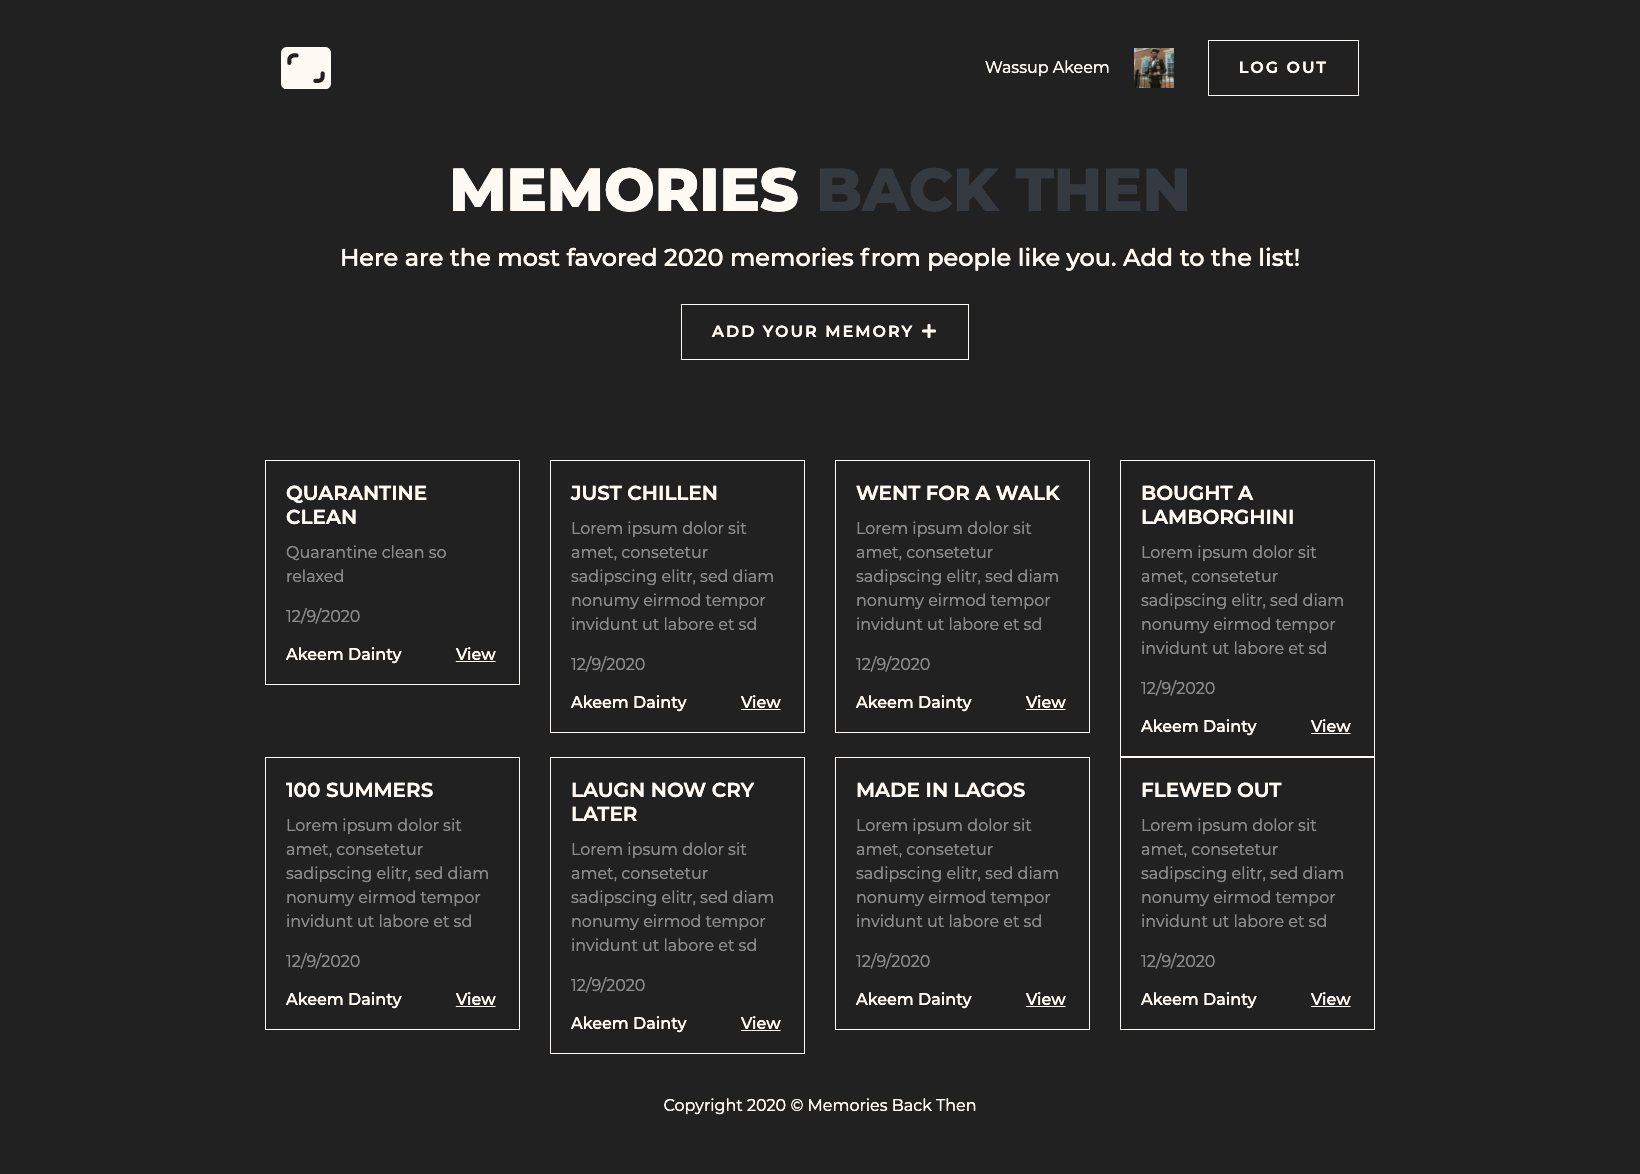 Wassup Akeem
LOG OUT
MEMORIES BACK THEN
Here are the most favored 2020 memories from people like you. Add to the list!
ADD YOUR MEMORY +
QUARANTINE
CLEAN
Quarantine clean so
relaxed
12/9/2020
Akeem Dainty View
JUST CHILLEN
Lorem ipsum dolor sit
amet, consetetur
sadipscing elitr, sed diam
nonumy eirmod tempor
invidunt ut labore et sd
12/9/2020
Akeem Dainty View
WENT FOR A WALK
Lorem ipsum dolor sit
amet, consetetur
sadipscing elitr, sed diam
nonumy eirmod tempor
invidunt ut labore et sd
12/9/2020
Akeem Dainty View
BOUGHT A
LAMBORGHINI
Lorem ipsum dolor sit
amet, consetetur
sadipscing elitr, sed diam
nonumy eirmod tempor
invidunt ut labore et sd
12/9/2020
Akeem Dainty View
100 SUMMERS
Lorem ipsum dolor sit
amet, consetetur
sadipscing elitr, sed diam
nonumy eirmod tempor
invidunt ut labore et sd
12/9/2020
Akeem Dainty View
LAUGN NOW CRY
LATER
Lorem ipsum dolor sit
amet, consetetur
sadipscing elitr, sed diam
nonumy eirmod tempor
invidunt ut labore et sd
12/9/2020
Akeem Dainty View
MADE IN LAGOS
Lorem ipsum dolor sit
amet, consetetur
sadipscing elitr, sed diam
nonumy eirmod tempor
invidunt ut labore et sd
12/9/2020
Akeem Dainty View
FLEWED OUT
Lorem ipsum dolor sit
amet, consetetur
sadipscing elitr, sed diam
nonumy eirmod tempor
invidunt ut labore et sd
12/9/2020
Akeem Dainty View
Copyright 2020 © Memories Back Then